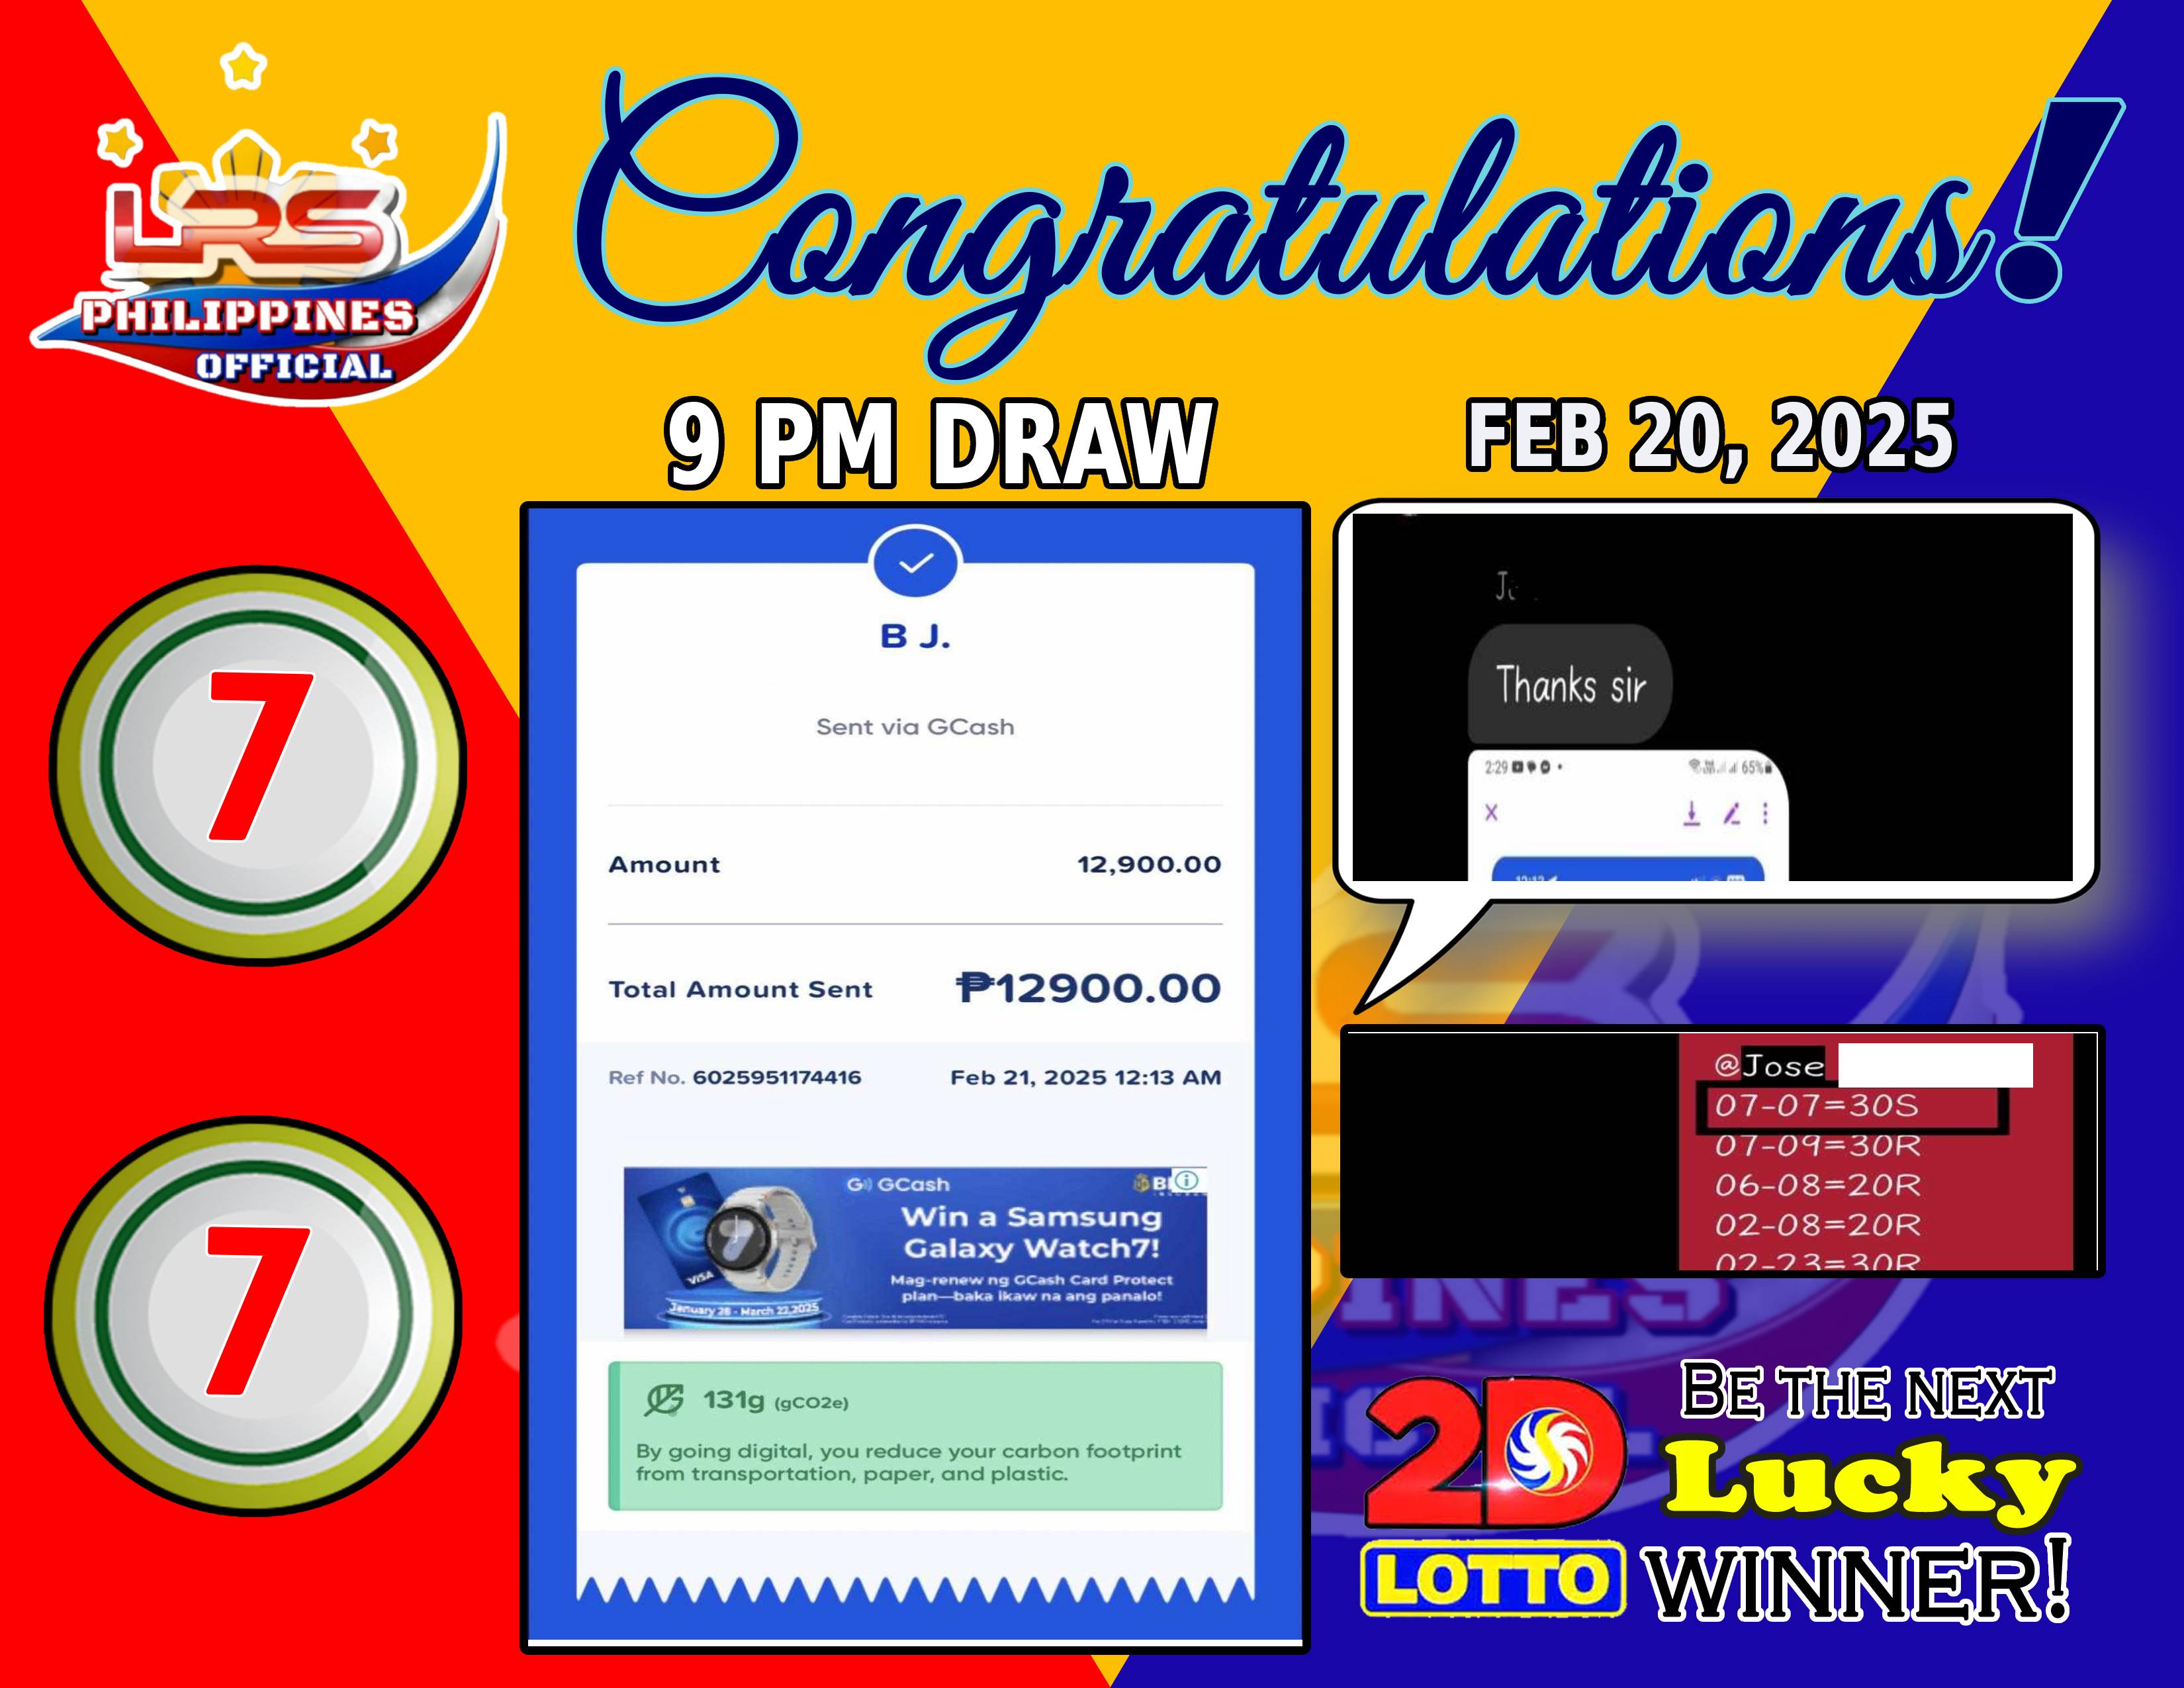 LRS
PHILIPPINES
OFFICIAL
Congratulations!
9 PM DRAW
FEB 20, 2025
7
7
B J.
Sent via GCash
Amount 12,900.00
Total Amount Sent ₱12900.00
Ref No. 6025951174416 Feb 21, 2025 12:13 AM
GCash
Win a Samsung
Galaxy Watch7!
Mag-renew ng GCash Card Protect
plan—baka ikaw na ang panalo!
VISA
January 28 - March 22, 2025
131g (gCO2e)
By going digital, you reduce your carbon footprint
from transportation, paper, and plastic.
Thanks sir
2:29 65%
@Jose
07-07=30S
07-09=30R
06-08=20R
02-08=20R
02-23=30R
2D
LOTTO
BE THE NEXT
Lucky
WINNER!